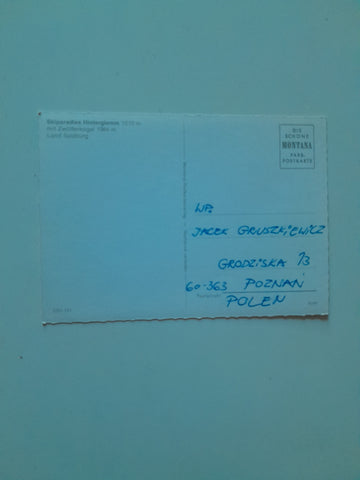 Skiparadies Hinterglemm 1070 m
mit Zwölferkogel 1984 m
Land Salzburg
DIE
SCHÖNE
MONTANA
FARB-
POSTKARTE
WP.
JACEK GRUSZKIEWICZ
GRODZISKA 13
60-363 POZNAŃ
POLEN